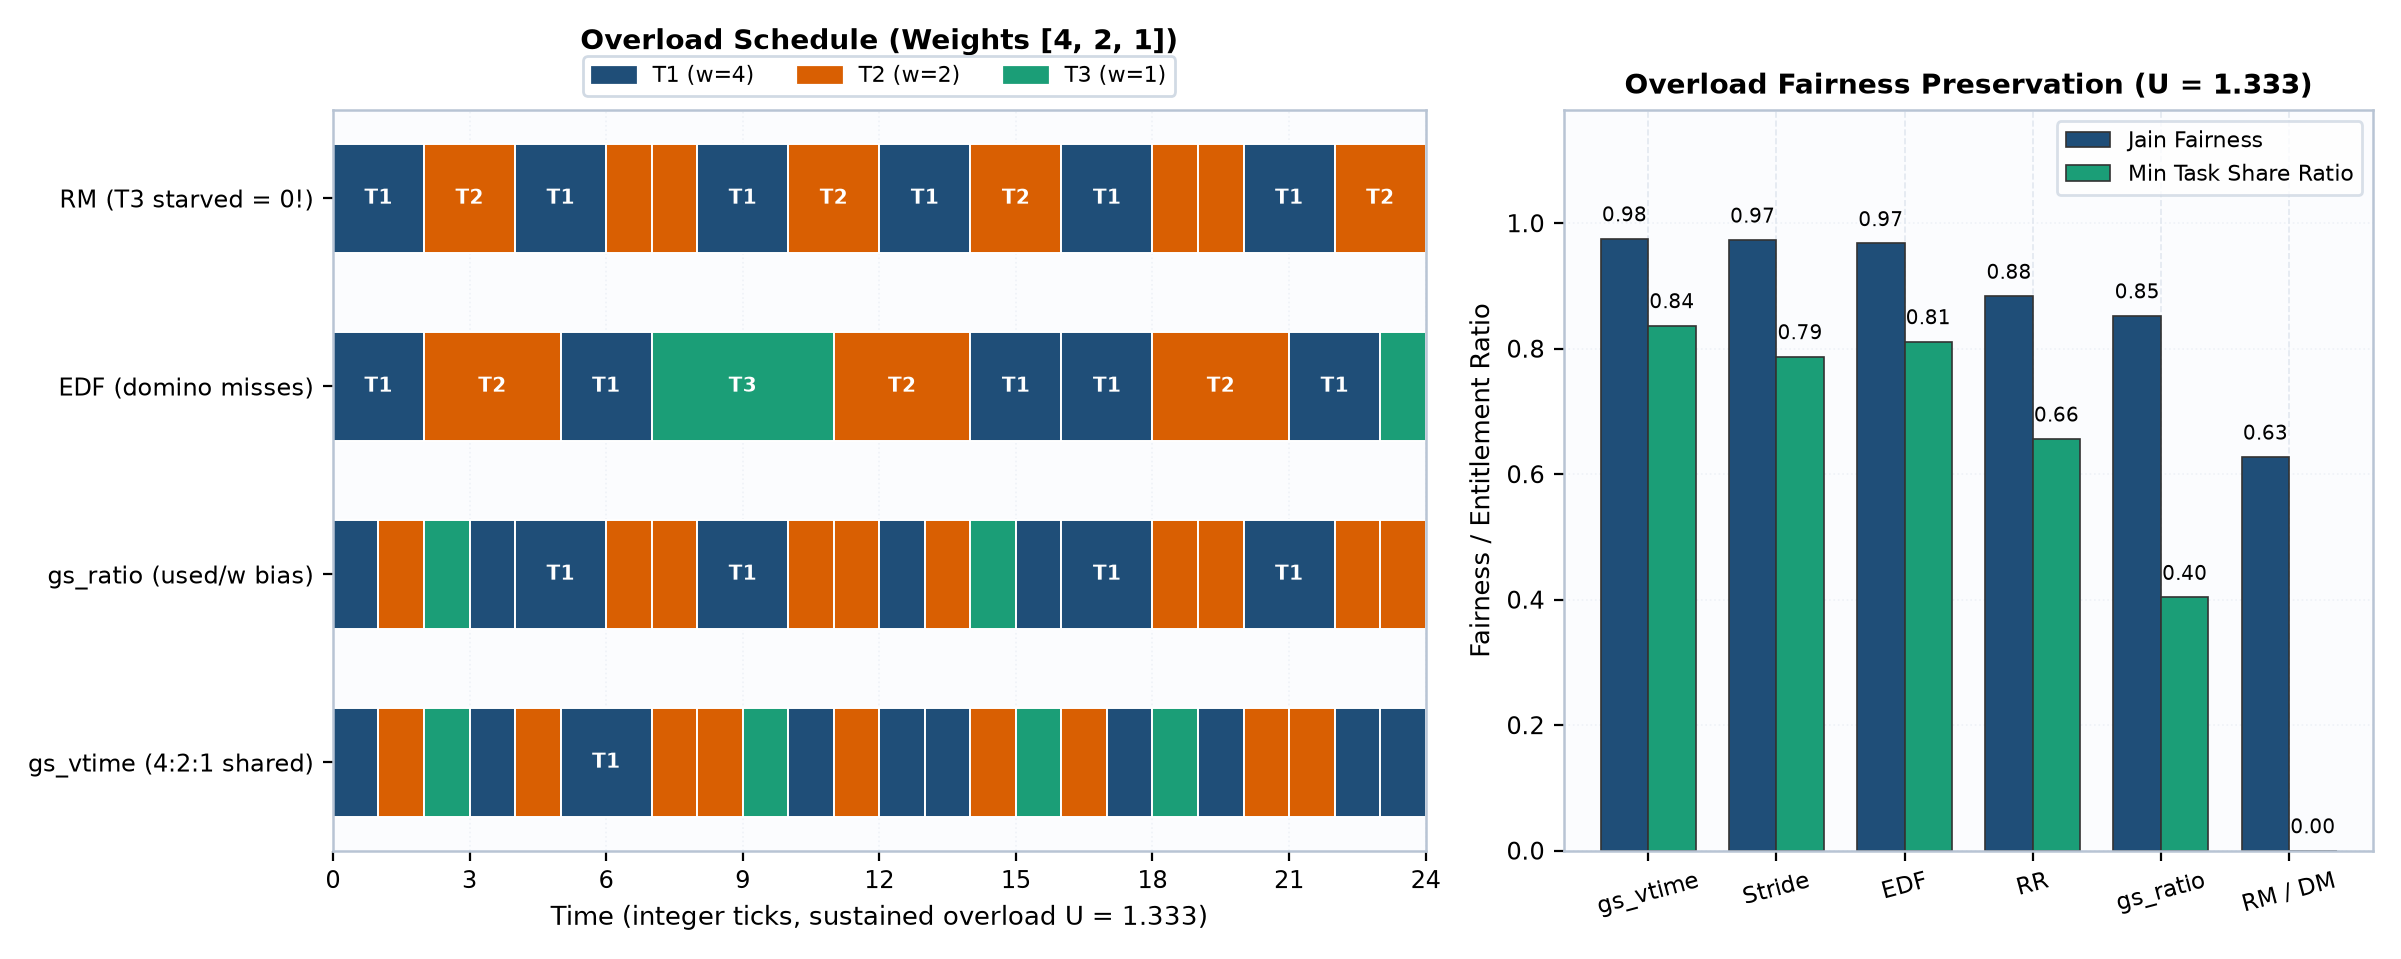 Overload Schedule (Weights [4, 2, 1])
T1 (w=4) T2 (w=2) T3 (w=1)
RM (T3 starved = 0!)
T1 T2 T1 T1 T2 T1 T2 T1 T1 T2
EDF (domino misses)
T1 T2 T1 T3 T2 T1 T1 T2 T1
gs_ratio (used/w bias)
T1 T1 T1 T1
gs_vtime (4:2:1 shared)
T1
0 3 6 9 12 15 18 21 24
Time (integer ticks, sustained overload U = 1.333)
Overload Fairness Preservation (U = 1.333)
Jain Fairness
Min Task Share Ratio
Fairness / Entitlement Ratio
1.0
0.8
0.6
0.4
0.2
0.0
0.98 0.84 0.97 0.79 0.97 0.81 0.88 0.66 0.85 0.40 0.63 0.00
gs_vtime Stride EDF RR gs_ratio RM / DM